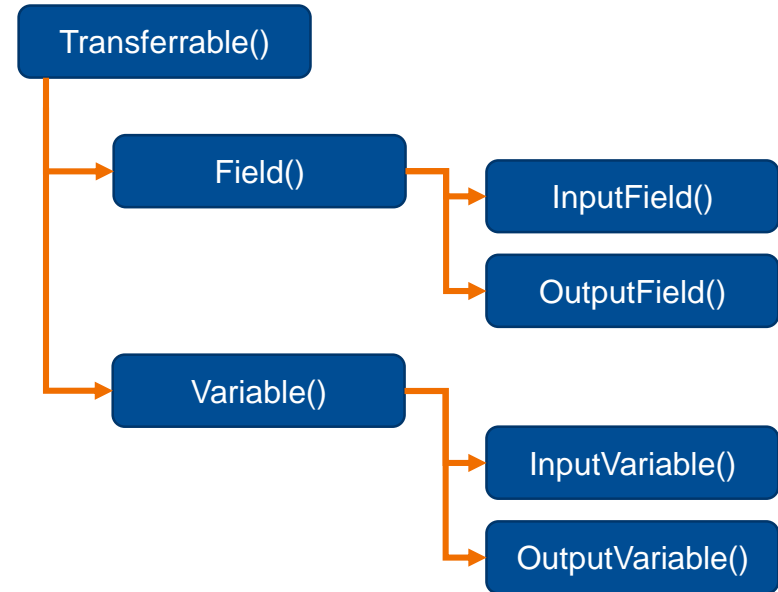 Transferrable()
Field()
InputField()
OutputField()
Variable()
InputVariable()
OutputVariable()